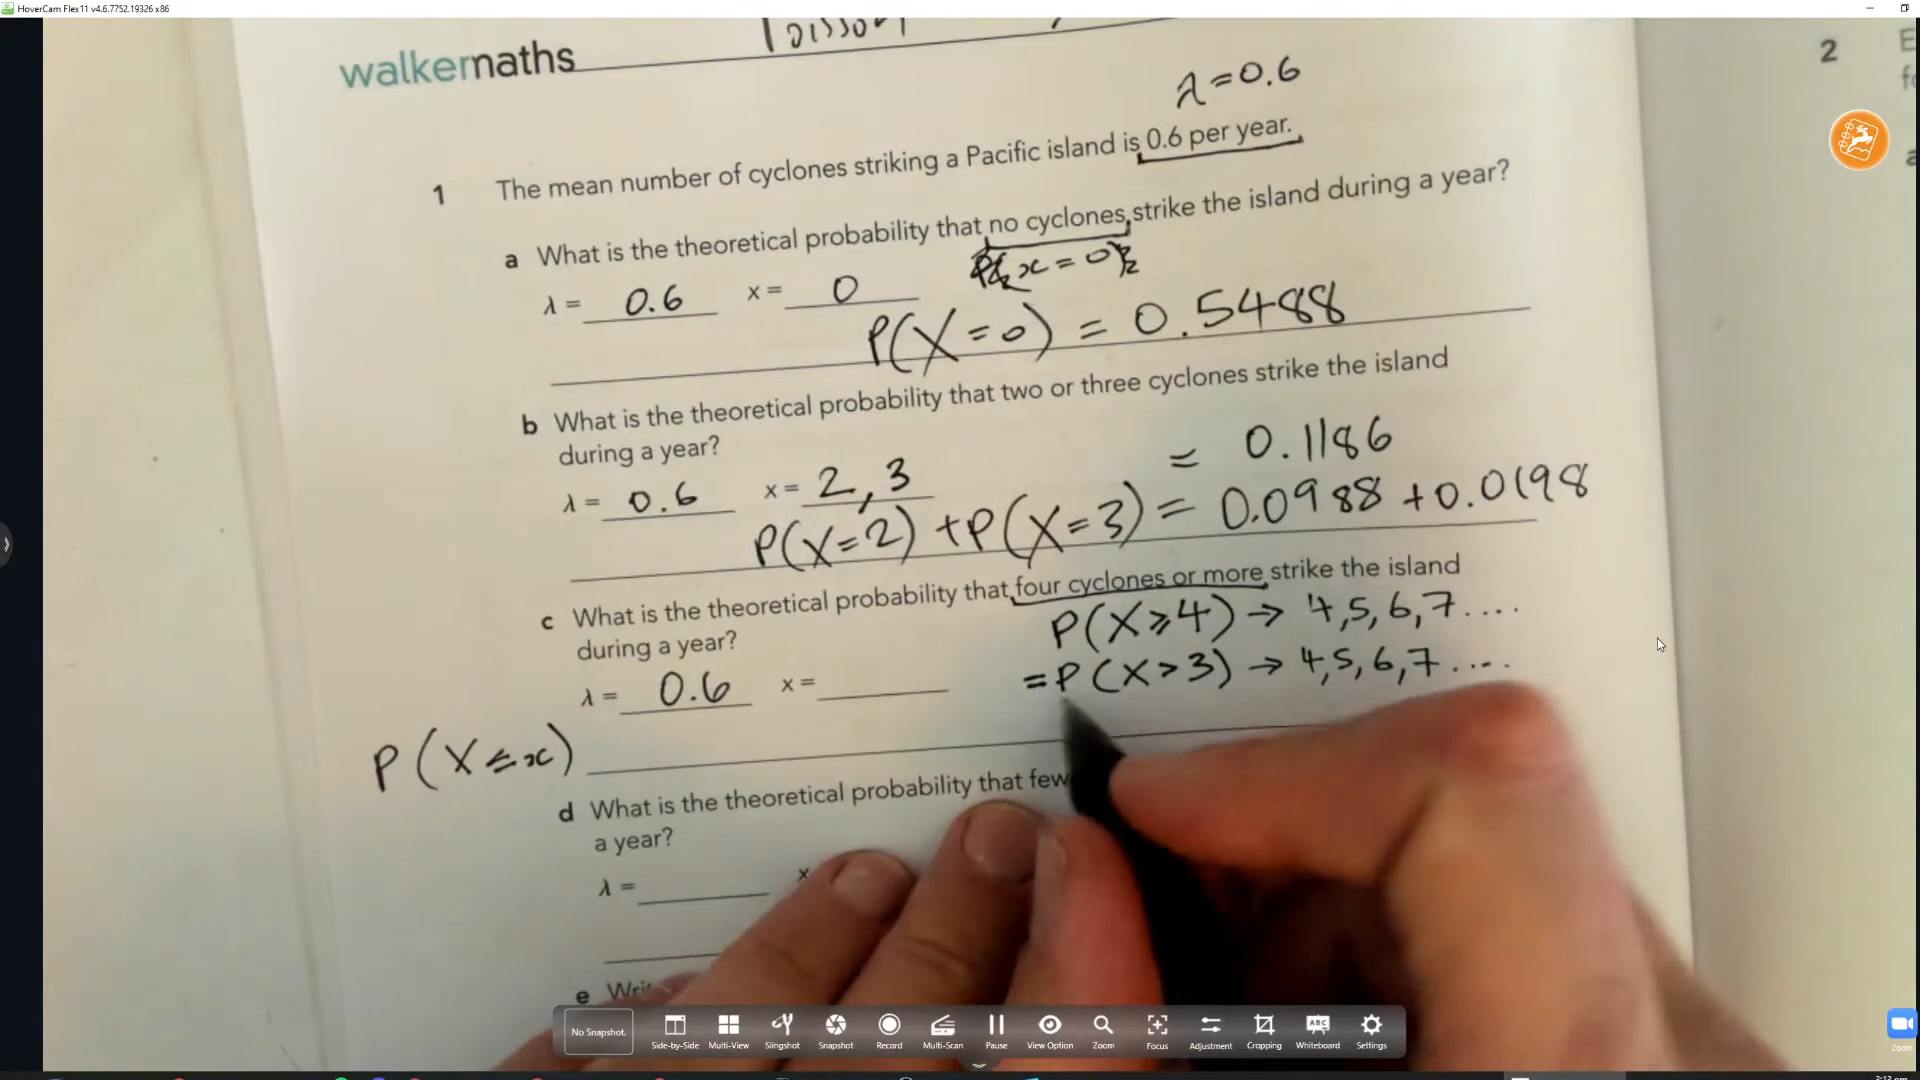 HoverCam Flex11 v4.6.7752.19326 x86
Poisson
walkernaths
λ = 0.6
2
1 The mean number of cyclones striking a Pacific island is 0.6 per year.
a What is the theoretical probability that no cyclones strike the island during a year?
P(x = 0)
λ = 0.6 x = 0
P(X = 0) = 0.5488
b What is the theoretical probability that two or three cyclones strike the island
during a year?
= 0.1186
λ = 0.6 x = 2, 3
P(X = 2) + P(X = 3) = 0.0988 + 0.0198
c What is the theoretical probability that four cyclones or more strike the island
during a year?
P(X ⩾ 4) → 4, 5, 6, 7 ....
λ = 0.6 x =
= P(X > 3) → 4, 5, 6, 7 ....
P(X ≤ x)
d What is the theoretical probability that few
a year?
λ = x
e Writ
No Snapshot.
Side-by-Side Multi-View Slingshot Snapshot Record Multi-Scan Pause View Option Zoom Focus Adjustment Cropping Whiteboard Settings
ABC
Zoom